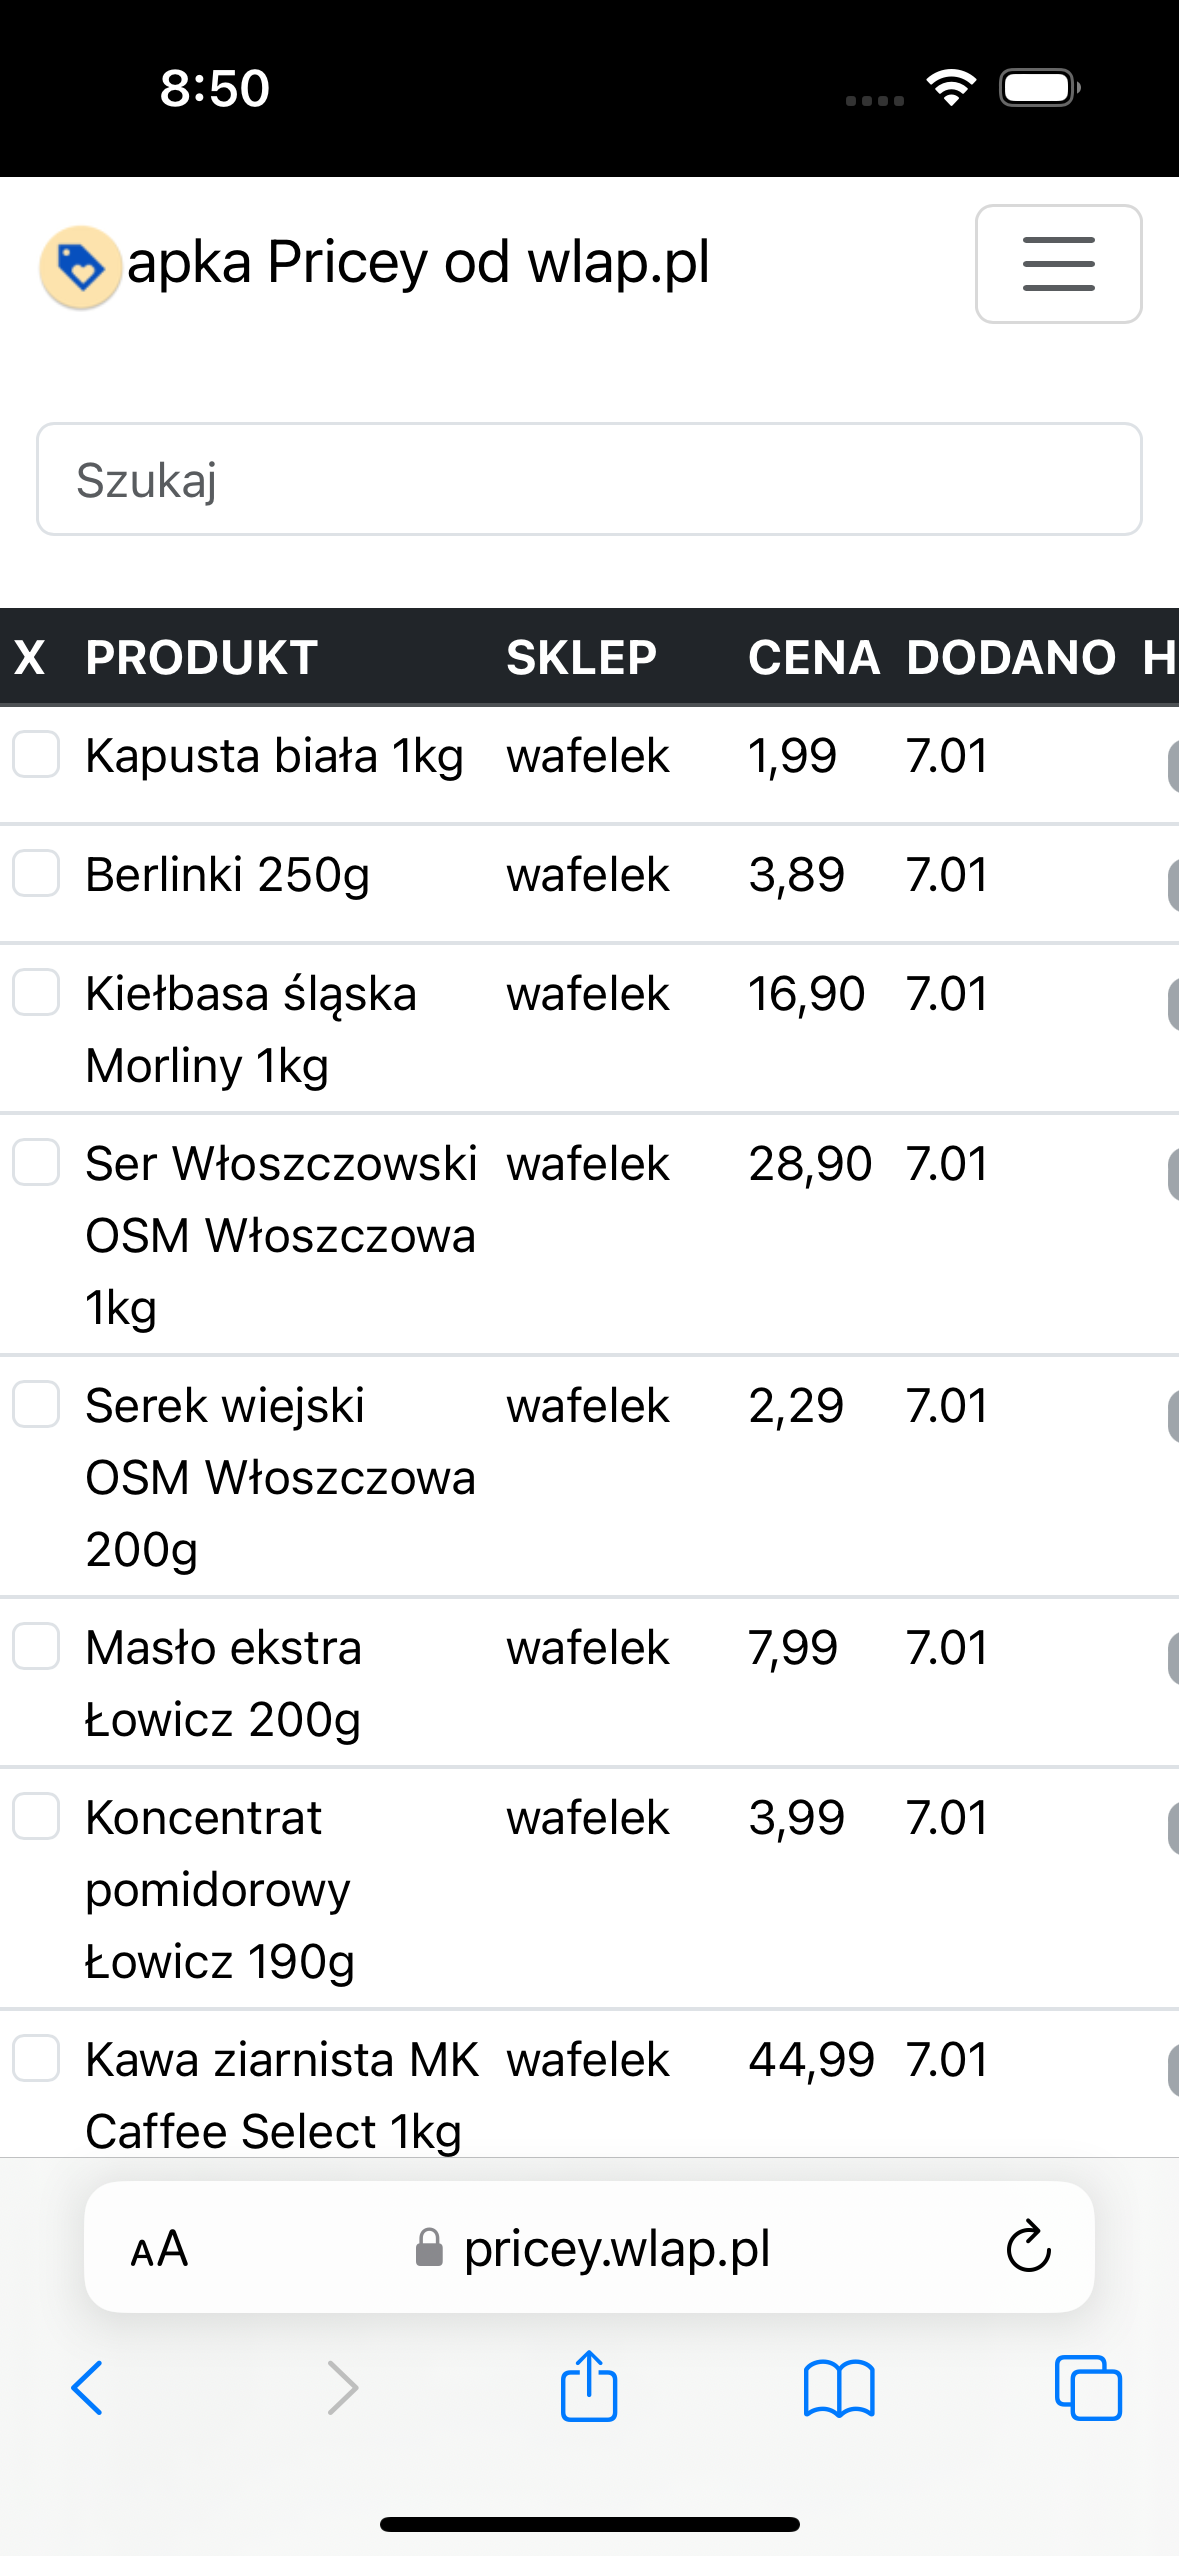 8:50
apka Pricey od wlap.pl
Szukaj
X PRODUKT SKLEP CENA DODANO H
Kapusta biała 1kg wafelek 1,99 7.01
Berlinki 250g wafelek 3,89 7.01
Kiełbasa śląska wafelek 16,90 7.01
Morliny 1kg
Ser Włoszczowski wafelek 28,90 7.01
OSM Włoszczowa
1kg
Serek wiejski wafelek 2,29 7.01
OSM Włoszczowa
200g
Masło ekstra wafelek 7,99 7.01
Łowicz 200g
Koncentrat wafelek 3,99 7.01
pomidorowy
Łowicz 190g
Kawa ziarnista MK wafelek 44,99 7.01
Caffee Select 1kg
AA pricey.wlap.pl